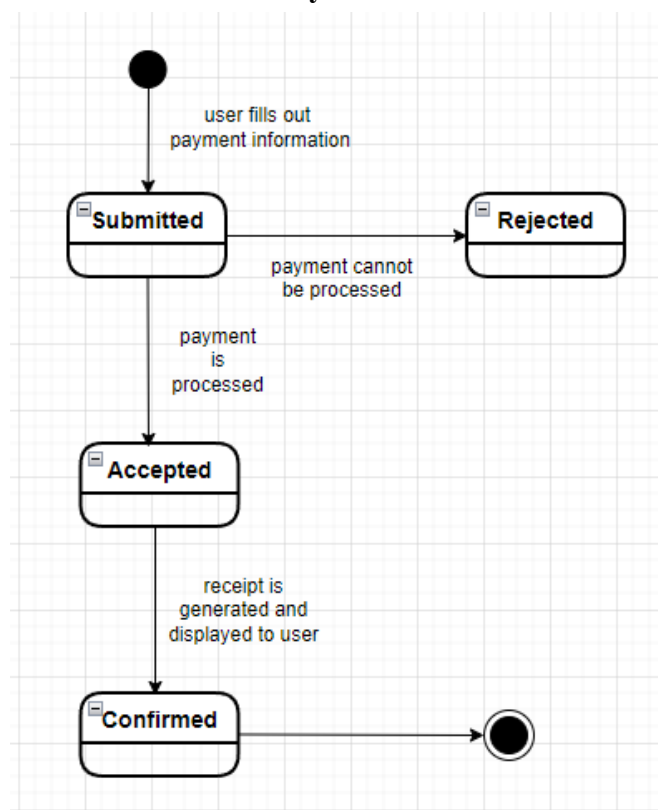 user fills out
payment information
Submitted
Rejected
payment cannot
be processed
payment
is
processed
Accepted
receipt is
generated and
displayed to user
Confirmed